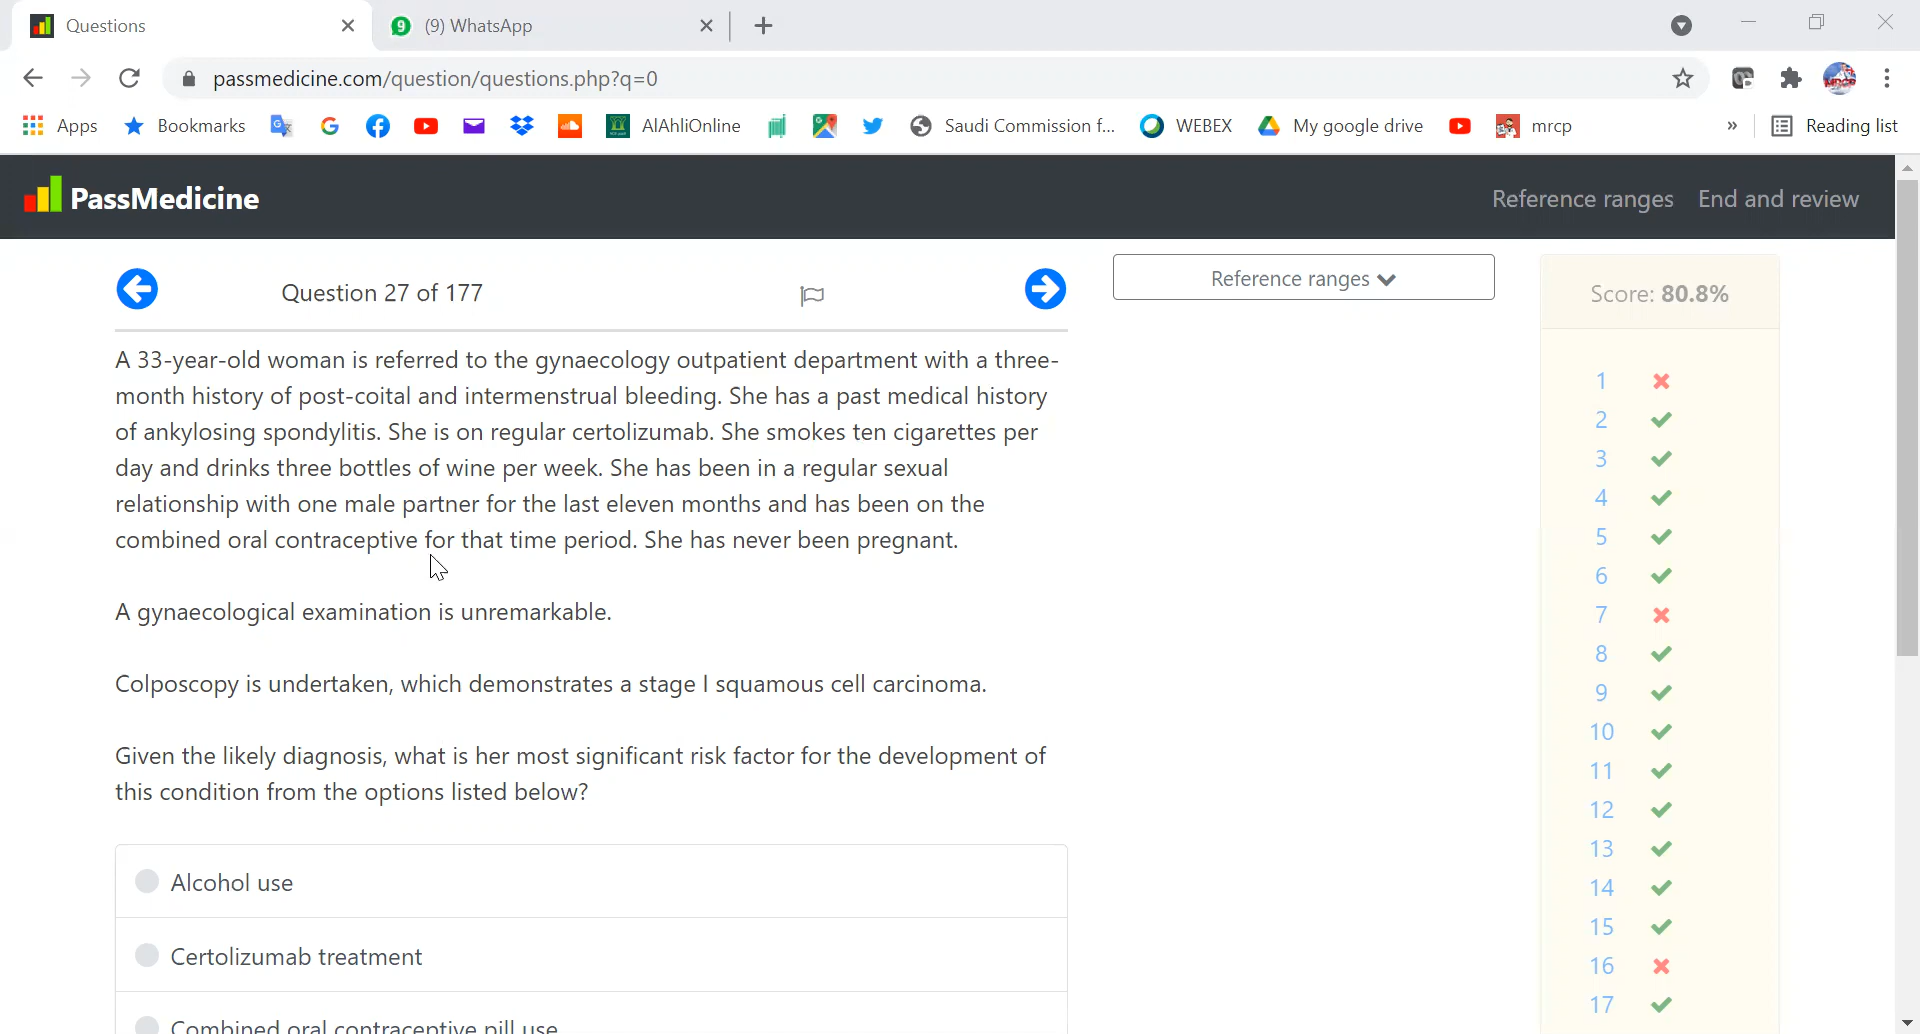 Questions
9 (9) WhatsApp
passmedicine.com/question/questions.php?q=0
Apps Bookmarks AlAhliOnline Saudi Commission f... WEBEX My google drive mrcp » Reading list
PassMedicine Reference ranges End and review
Question 27 of 177
Reference ranges
Score: 80.8%
A 33-year-old woman is referred to the gynaecology outpatient department with a three-
month history of post-coital and intermenstrual bleeding. She has a past medical history
of ankylosing spondylitis. She is on regular certolizumab. She smokes ten cigarettes per
day and drinks three bottles of wine per week. She has been in a regular sexual
relationship with one male partner for the last eleven months and has been on the
combined oral contraceptive for that time period. She has never been pregnant.
A gynaecological examination is unremarkable.
Colposcopy is undertaken, which demonstrates a stage I squamous cell carcinoma.
Given the likely diagnosis, what is her most significant risk factor for the development of
this condition from the options listed below?
Alcohol use
Certolizumab treatment
Combined oral contraceptive pill use
1
2
3
4
5
6
7
8
9
10
11
12
13
14
15
16
17